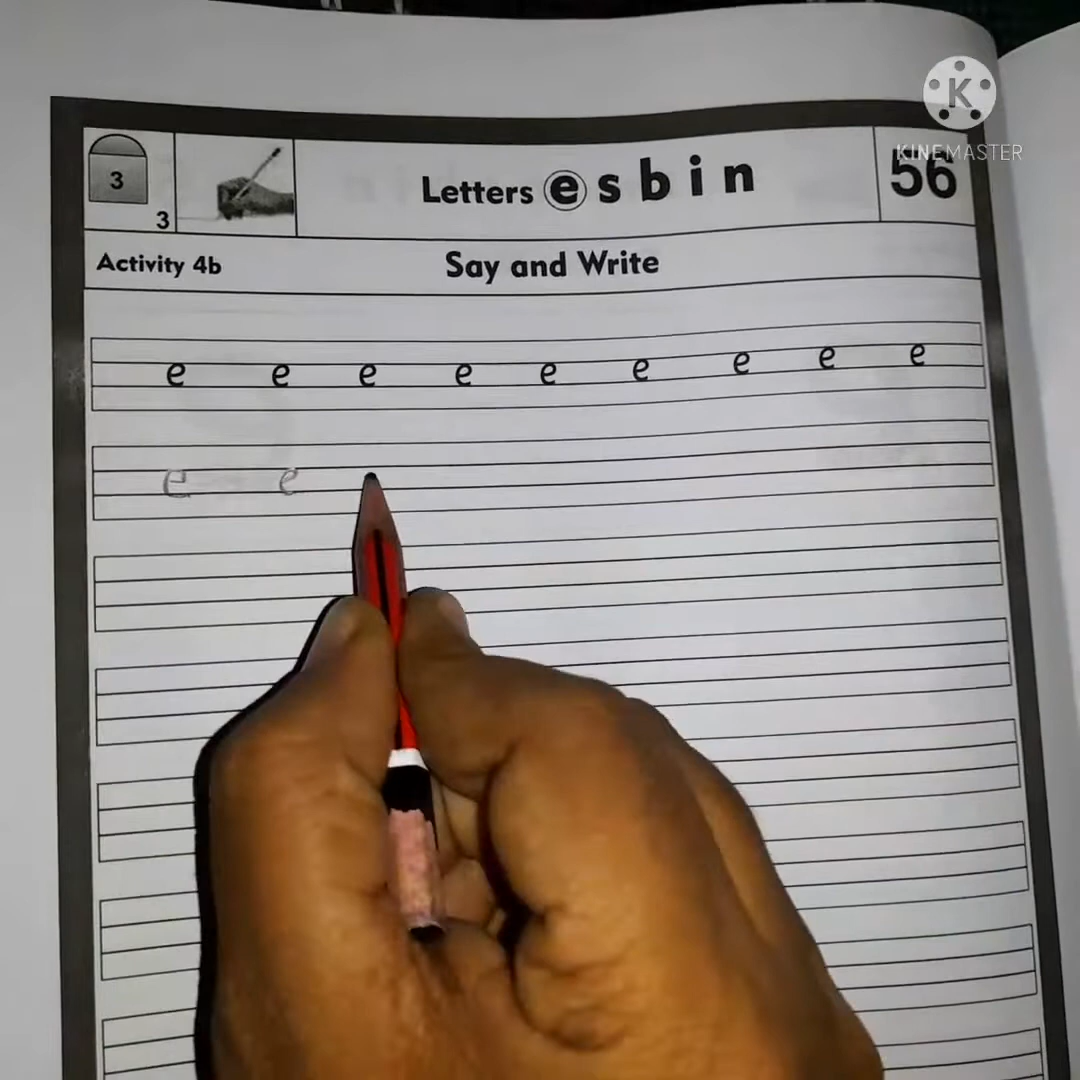 K
KINEMASTER
3
3
Letters e s b i n
56
Activity 4b
Say and Write
e e e e e e e e e
e e